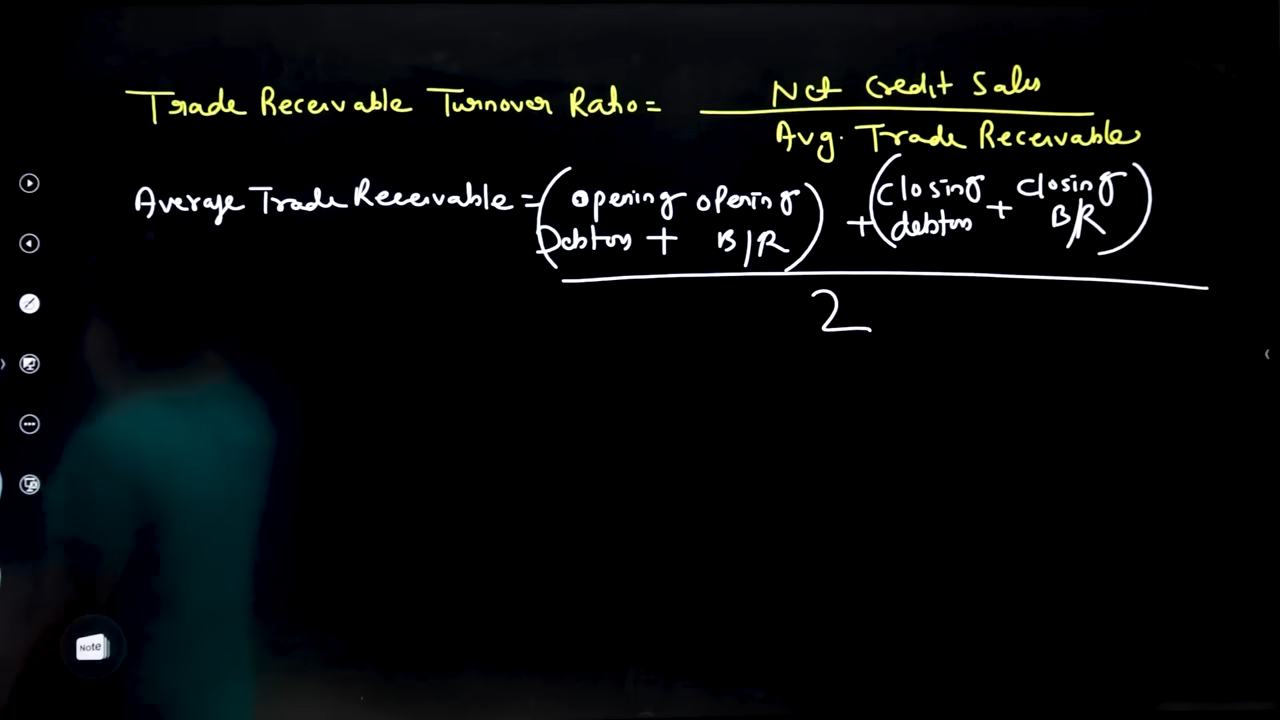 Trade Receivable Turnover Ratio = Net Credit Sales
Avg. Trade Receivable
Average Trade Receivable = (opening opening + (closing + closing
Debtors + B/R) debtors B/R)
2
Note